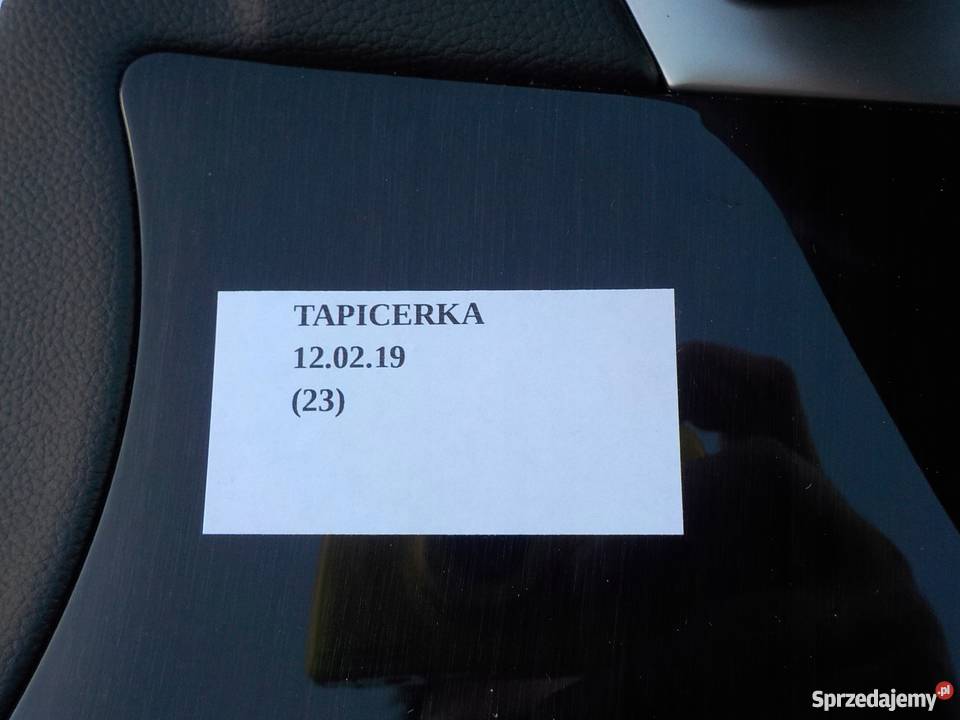 TAPICERKA
12.02.19
(23)
Sprzedajemy.pl